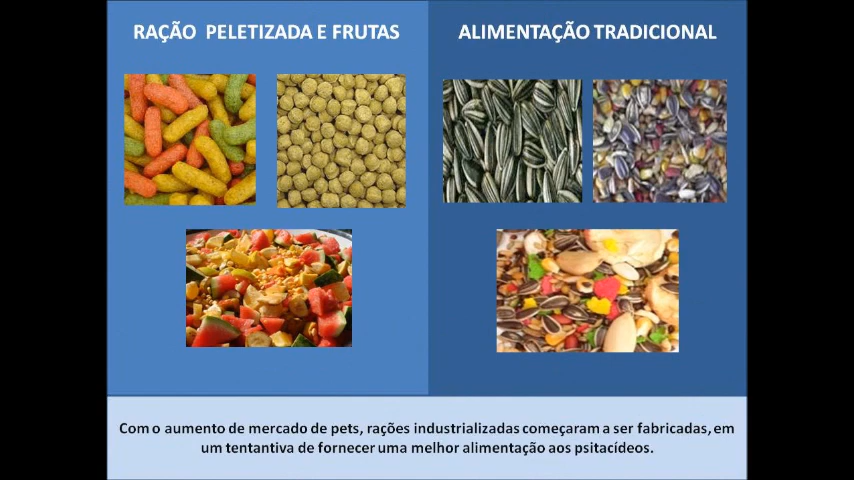 RAÇÃO PELETIZADA E FRUTAS
ALIMENTAÇÃO TRADICIONAL
Com o aumento de mercado de pets, rações industrializadas começaram a ser fabricadas, em
um tentantiva de fornecer uma melhor alimentação aos psitacídeos.